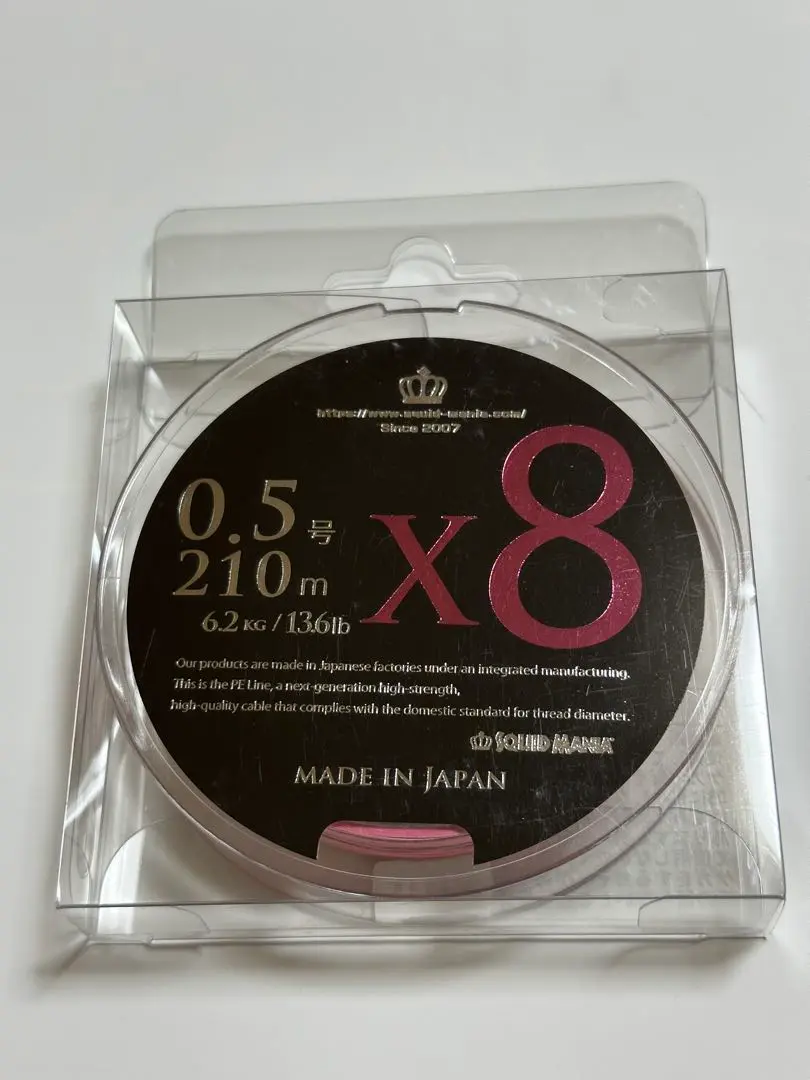 https://www.squid-mania.com/
Since 2007
0.5号
210m
6.2KG/13.6lb
x8
Our products are made in Japanese factories under an integrated manufacturing.
This is the PE Line, a next-generation high-strength,
high-quality cable that complies with the domestic standard for thread diameter.
SQUID MANIA
MADE IN JAPAN